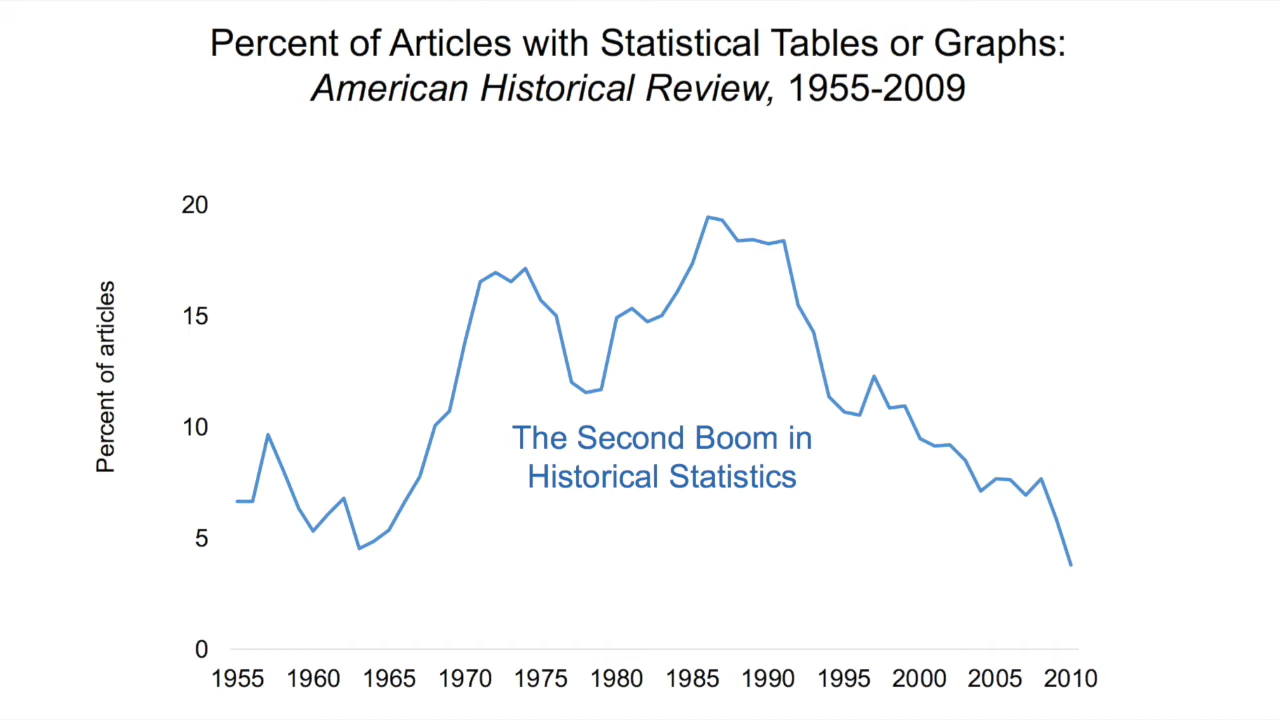 Percent of Articles with Statistical Tables or Graphs:
American Historical Review, 1955-2009
Percent of articles
20
15
10
5
0
The Second Boom in
Historical Statistics
1955 1960 1965 1970 1975 1980 1985 1990 1995 2000 2005 2010